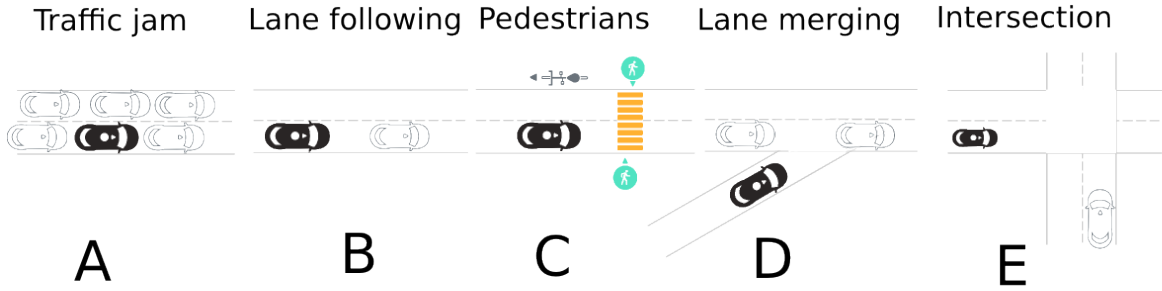 Traffic jam
Lane following
Pedestrians
Lane merging
Intersection
A
B
C
D
E